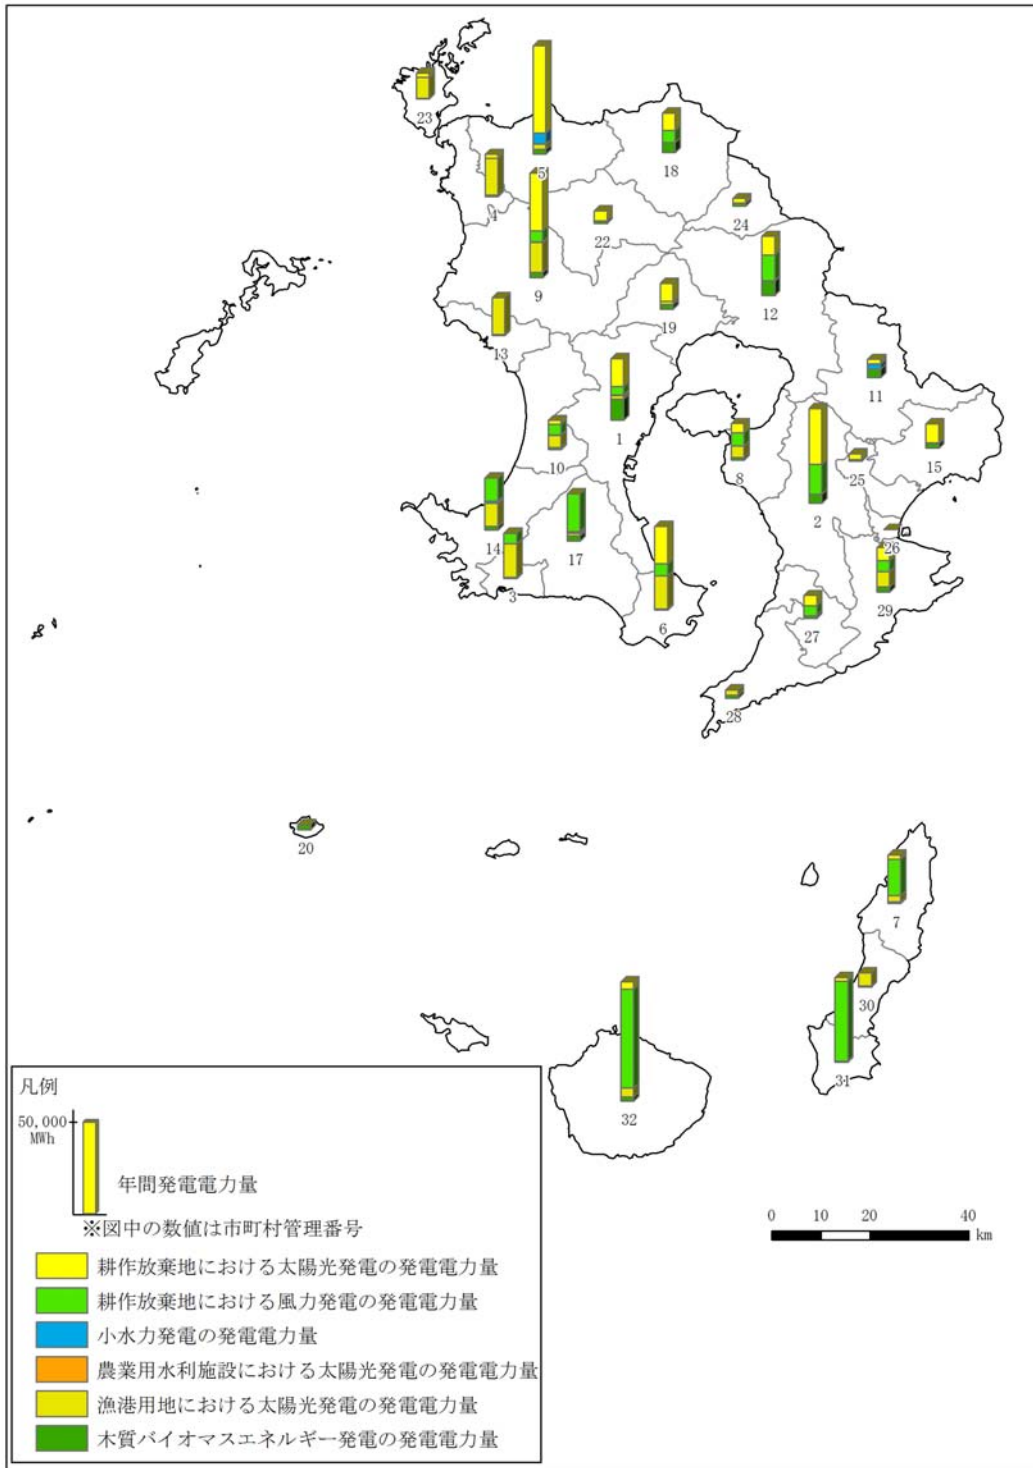 23
5
18
4
24
22
9
12
19
13
11
1
15
10
8
25
2
14
17
26
3
29
6
27
28
20
7
30
31
32
凡例
50,000
MWh
年間発電電力量
※図中の数値は市町村管理番号
耕作放棄地における太陽光発電の発電電力量
耕作放棄地における風力発電の発電電力量
小水力発電の発電電力量
農業用水利施設における太陽光発電の発電電力量
漁港用地における太陽光発電の発電電力量
木質バイオマスエネルギー発電の発電電力量
0 10 20 40
km